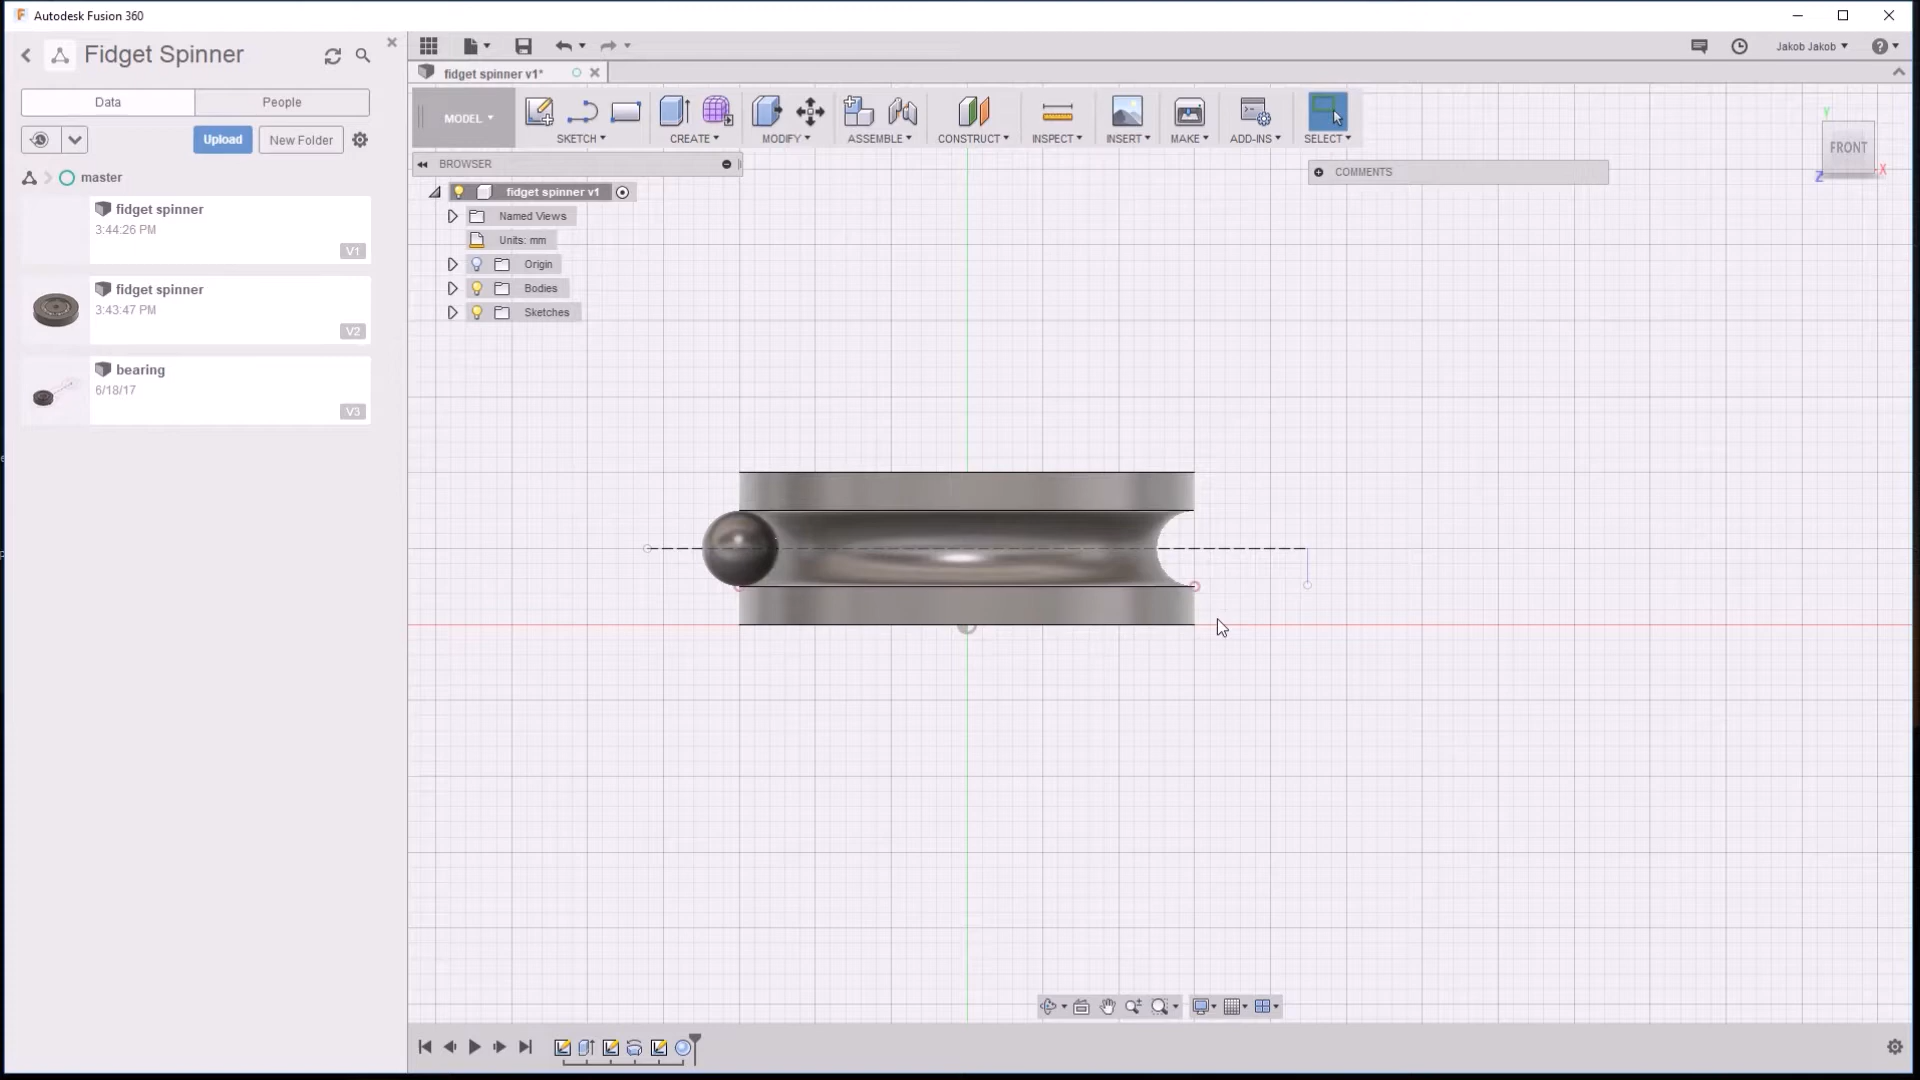 Autodesk Fusion 360
Fidget Spinner
Data
People
Upload
New Folder
master
fidget spinner
3:44:26 PM
V1
fidget spinner
3:43:47 PM
V2
bearing
6/18/17
V3
Jakob Jakob
fidget spinner v1*
MODEL
SKETCH
CREATE
MODIFY
ASSEMBLE
CONSTRUCT
INSPECT
INSERT
MAKE
ADD-INS
SELECT
BROWSER
COMMENTS
fidget spinner v1
Named Views
Units: mm
Origin
Bodies
Sketches
Y
FRONT
Z
X